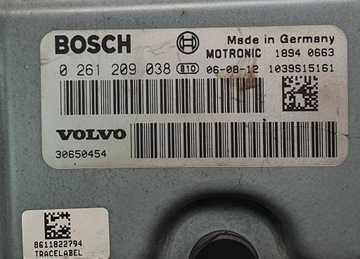 BOSCH Made in Germany
MOTRONIC 1894 0663
0 261 209 038 810 06-08-12 1039S15161
VOLVO
30650454
8611822794
TRACELABEL